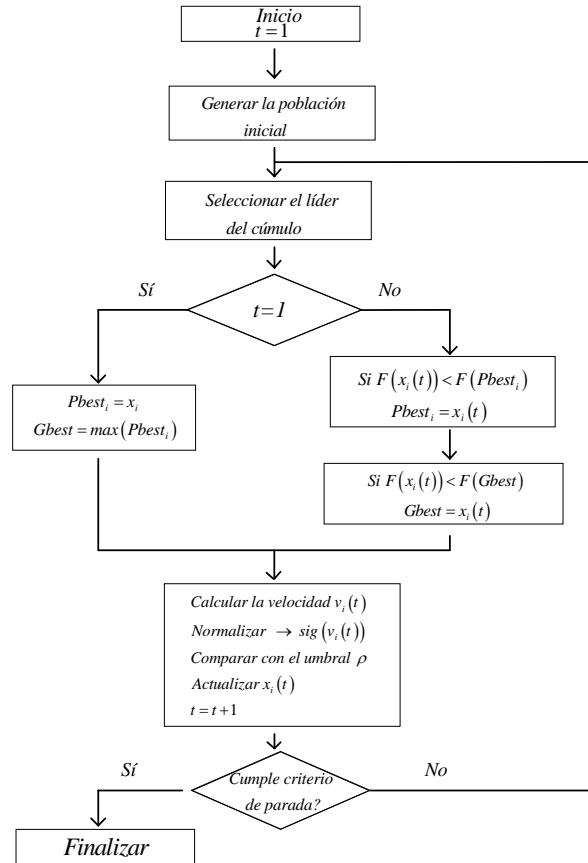 Inicio
t=1
Generar la población
inicial
Seleccionar el líder
del cúmulo
Sí
No
t=1
Pbest_i = x_i
Gbest = max(Pbest_i)
Si F(x_i(t)) < F(Pbest_i)
Pbest_i = x_i(t)
Si F(x_i(t)) < F(Gbest)
Gbest = x_i(t)
Calcular la velocidad v_i(t)
Normalizar → sig(v_i(t))
Comparar con el umbral ρ
Actualizar x_i(t)
t = t+1
Sí
No
Cumple criterio
de parada?
Finalizar